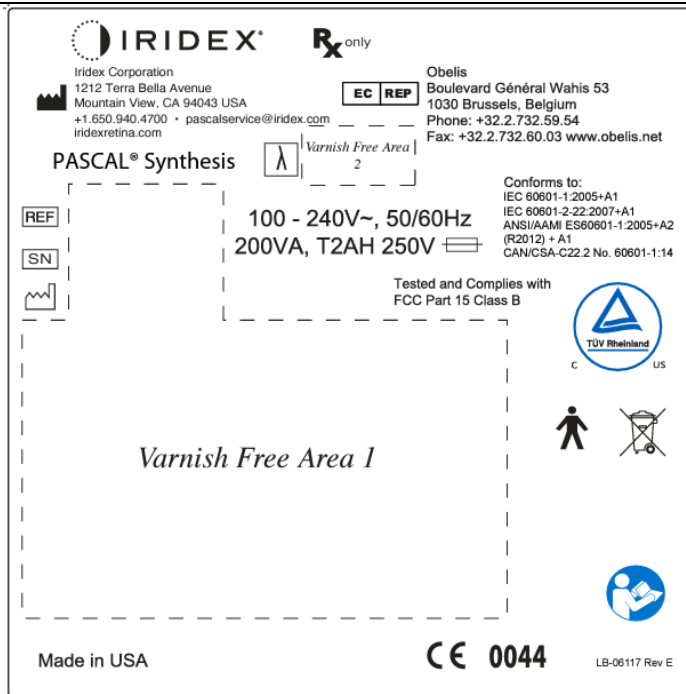 IRIDEX®
Rx only
Iridex Corporation
1212 Terra Bella Avenue
Mountain View, CA 94043 USA
+1.650.940.4700 • pascalservice@iridex.com
iridexretina.com
EC REP
Obelis
Boulevard Général Wahis 53
1030 Brussels, Belgium
Phone: +32.2.732.59.54
Fax: +32.2.732.60.03 www.obelis.net
PASCAL® Synthesis
λ
Varnish Free Area
2
Conforms to:
IEC 60601-1:2005+A1
IEC 60601-2-22:2007+A1
ANSI/AAMI ES60601-1:2005+A2
(R2012) + A1
CAN/CSA-C22.2 No. 60601-1:14
REF
SN
100 - 240V~, 50/60Hz
200VA, T2AH 250V
Tested and Complies with
FCC Part 15 Class B
TÜV Rheinland
C US
Varnish Free Area 1
Made in USA
CE 0044
LB-06117 Rev E